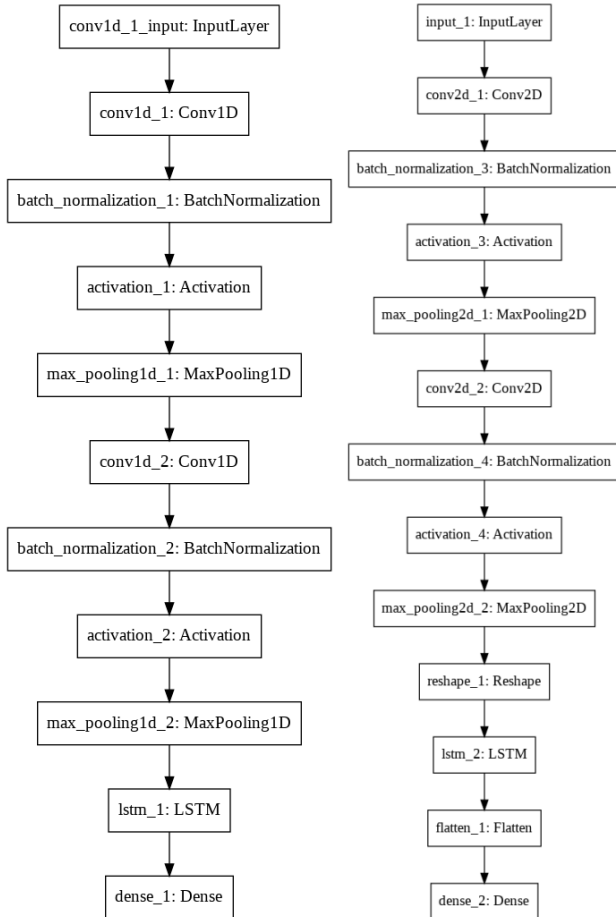 conv1d_1_input: InputLayer
conv1d_1: Conv1D
batch_normalization_1: BatchNormalization
activation_1: Activation
max_pooling1d_1: MaxPooling1D
conv1d_2: Conv1D
batch_normalization_2: BatchNormalization
activation_2: Activation
max_pooling1d_2: MaxPooling1D
lstm_1: LSTM
dense_1: Dense
input_1: InputLayer
conv2d_1: Conv2D
batch_normalization_3: BatchNormalization
activation_3: Activation
max_pooling2d_1: MaxPooling2D
conv2d_2: Conv2D
batch_normalization_4: BatchNormalization
activation_4: Activation
max_pooling2d_2: MaxPooling2D
reshape_1: Reshape
lstm_2: LSTM
flatten_1: Flatten
dense_2: Dense